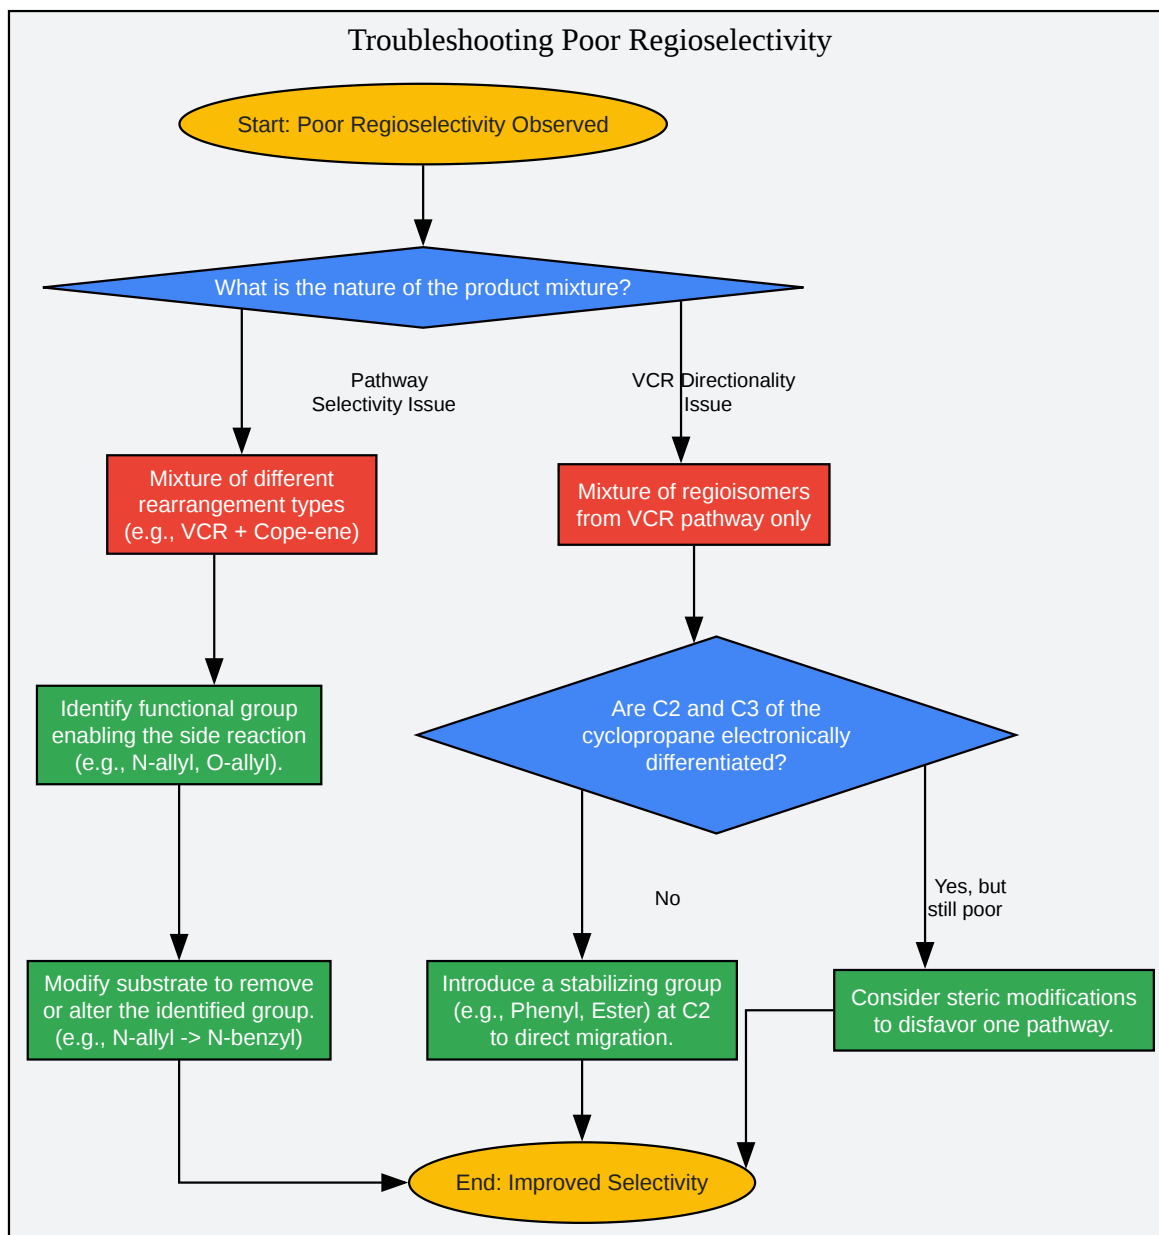 Troubleshooting Poor Regioselectivity
Start: Poor Regioselectivity Observed
What is the nature of the product mixture?
Pathway
Selectivity Issue
VCR Directionality
Issue
Mixture of different
rearrangement types
(e.g., VCR + Cope-ene)
Mixture of regioisomers
from VCR pathway only
Identify functional group
enabling the side reaction
(e.g., N-allyl, O-allyl).
Are C2 and C3 of the
cyclopropane electronically
differentiated?
No
Yes, but
still poor
Modify substrate to remove
or alter the identified group.
(e.g., N-allyl -> N-benzyl)
Introduce a stabilizing group
(e.g., Phenyl, Ester) at C2
to direct migration.
Consider steric modifications
to disfavor one pathway.
End: Improved Selectivity